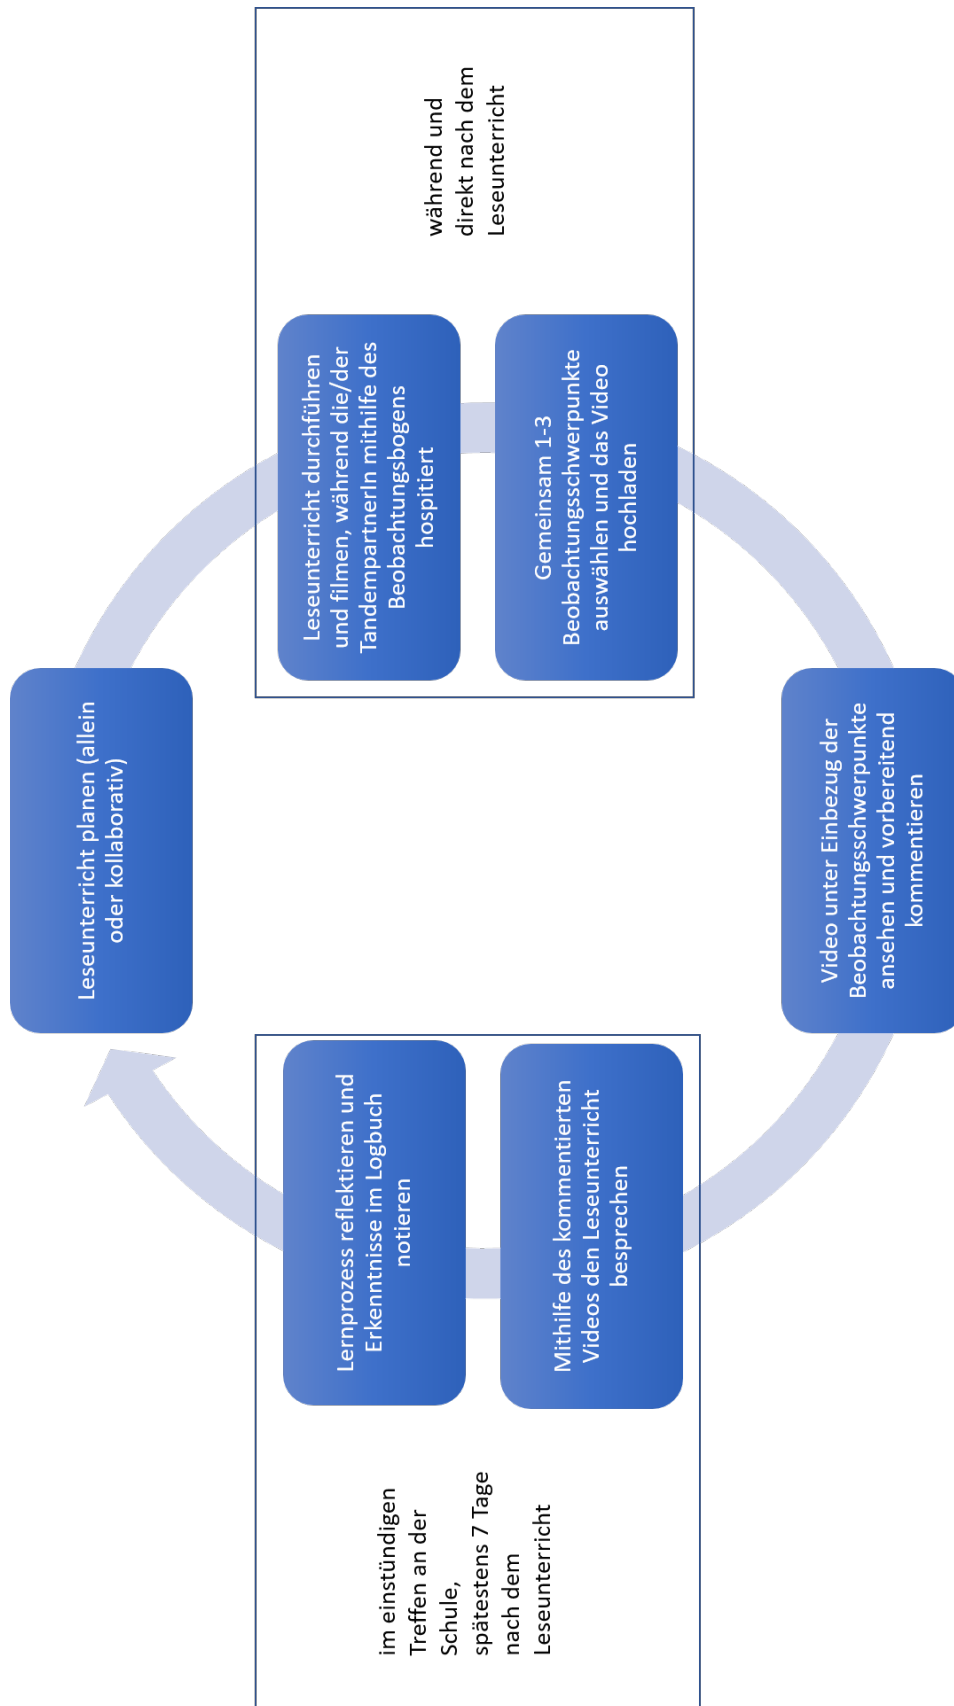 Leseunterricht planen (allein
oder kollaborativ)
Leseunterricht durchführen
und filmen, während die/der
TandempartnerIn mithilfe des
Beobachtungsbogens
hospitiert
Gemeinsam 1-3
Beobachtungsschwerpunkte
auswählen und das Video
hochladen
während und
direkt nach dem
Leseunterricht
Video unter Einbezug der
Beobachtungsschwerpunkte
ansehen und vorbereitend
kommentieren
Mithilfe des kommentierten
Videos den Leseunterricht
besprechen
Lernprozess reflektieren und
Erkenntnisse im Logbuch
notieren
im einstündigen
Treffen an der
Schule,
spätestens 7 Tage
nach dem
Leseunterricht